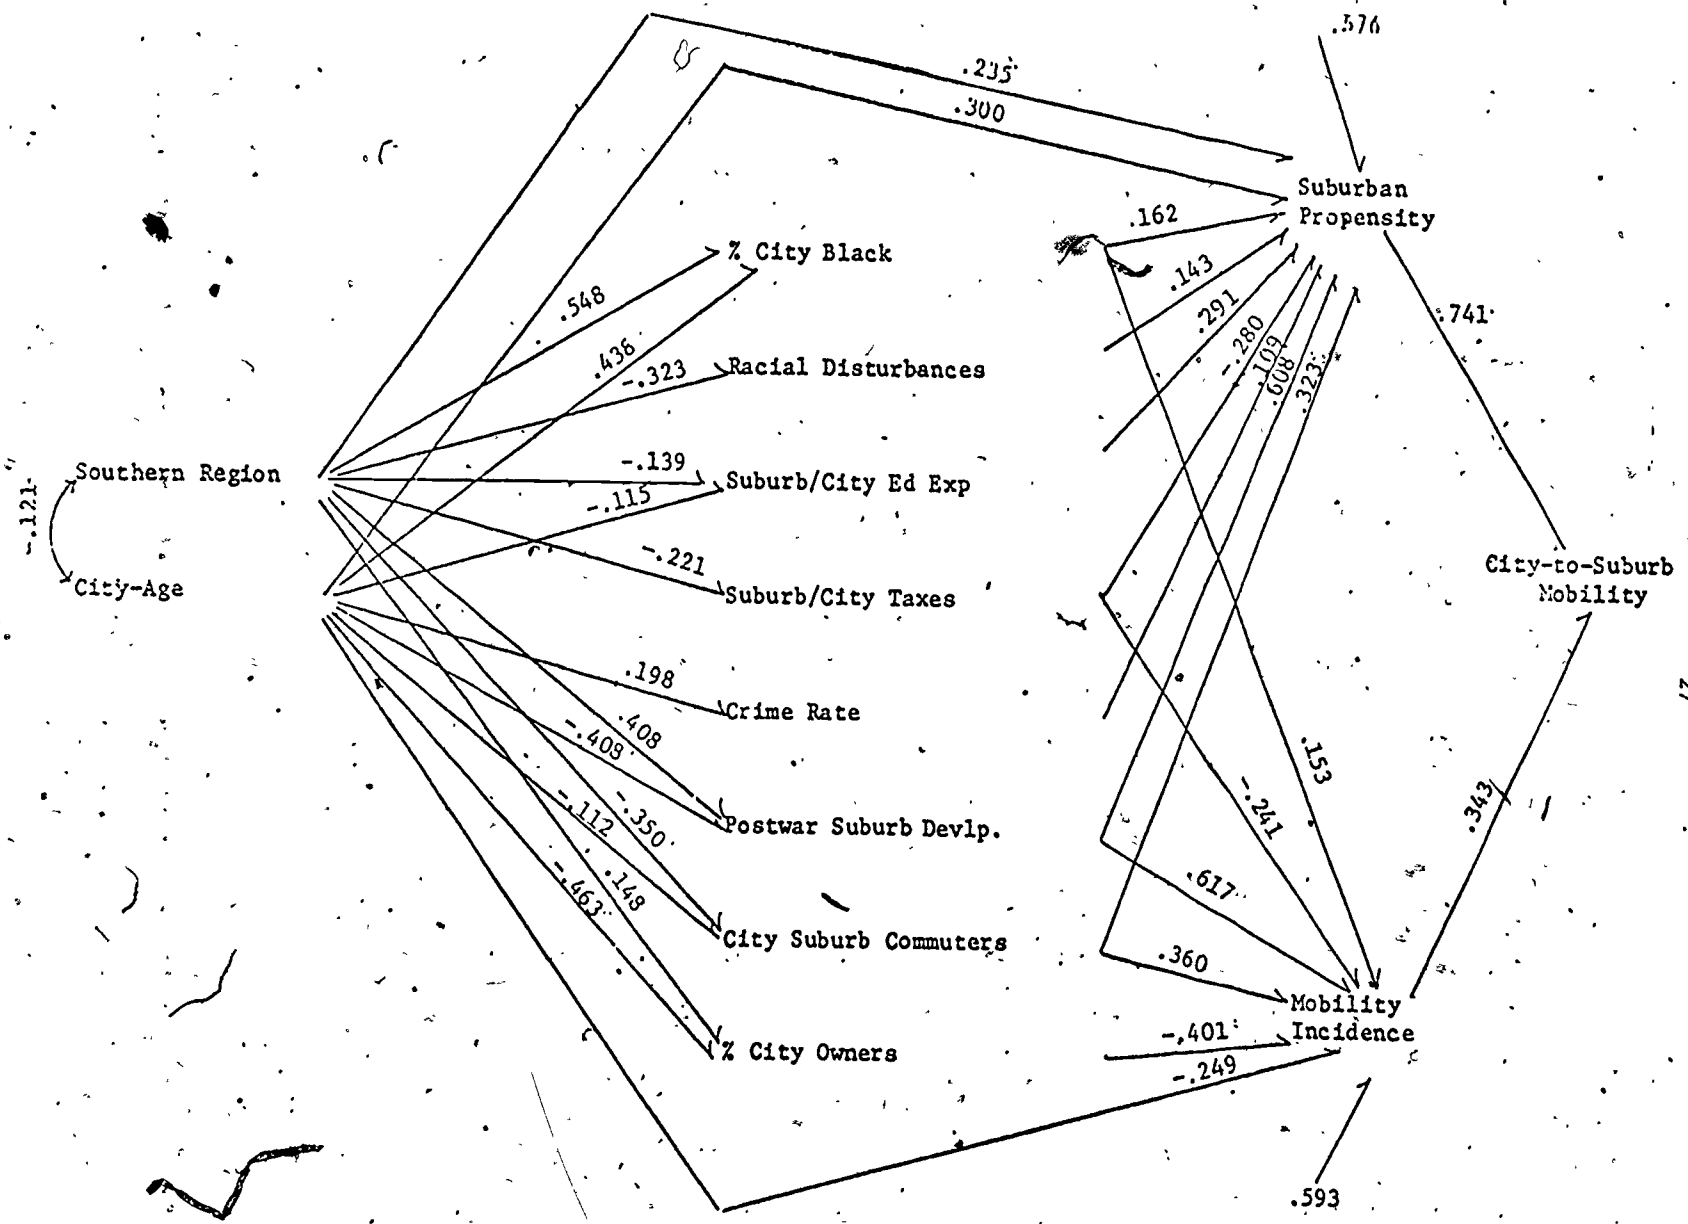 .576
.235
.300
Suburban
Propensity
.162
% City Black
.143
.548
.291
.741
-.280
.109
.608
.323
.438
-.323
Racial Disturbances
-.139
Southern Region
Suburb/City Ed Exp
-.115
-.121
-.221
City-to-Suburb
Mobility
City-Age
Suburb/City Taxes
.198
Crime Rate
.408
-.408
.153
-.241
.343
-.112
-.350
Postwar Suburb Devlp.
-.463
.148
.617
City Suburb Commuters
.360
Mobility
Incidence
-.401
% City Owners
-.249
.593